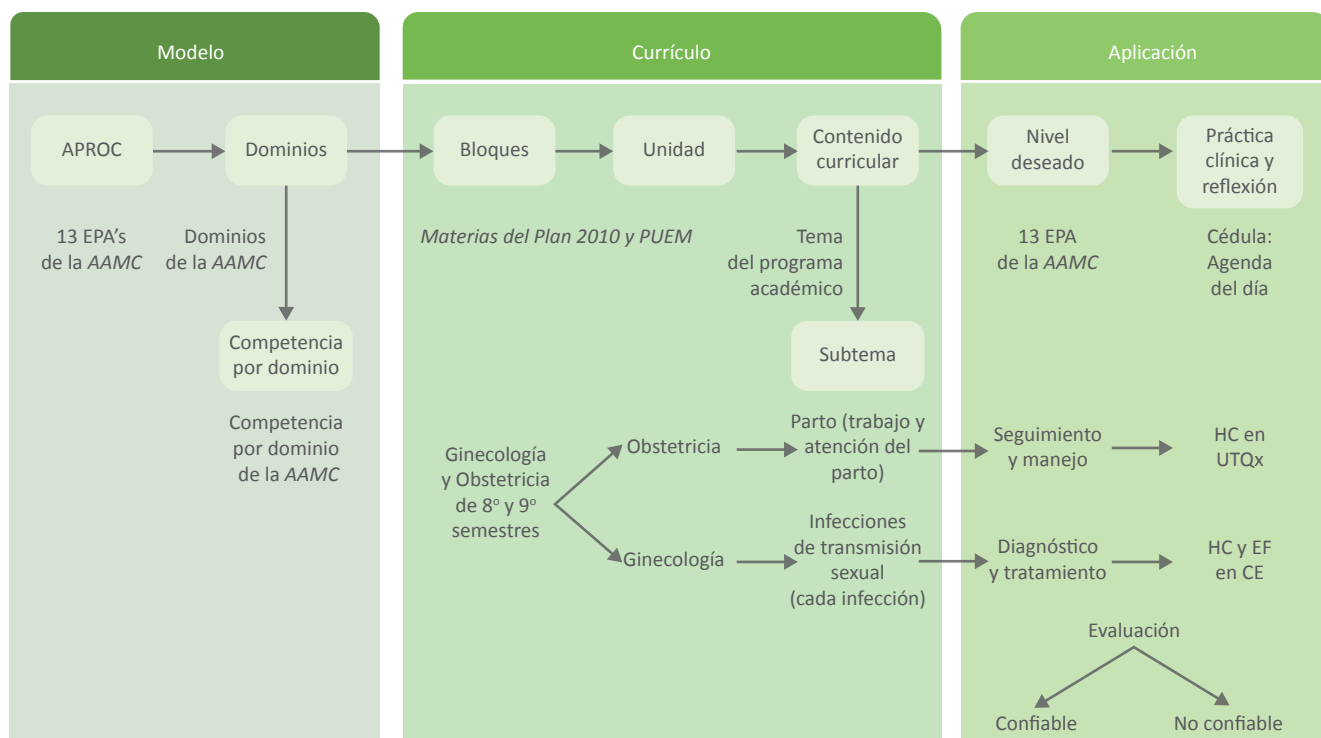 Modelo
APROC
Dominios
13 EPA's
de la AAMC
Dominios
de la AAMC
Competencia
por dominio
Competencia
por dominio
de la AAMC
Currículo
Bloques
Unidad
Contenido
curricular
Materias del Plan 2010 y PUEM
Tema
del programa
académico
Subtema
Ginecología
y Obstetricia
de 8º y 9º
semestres
Obstetricia
Parto (trabajo y
atención del
parto)
Ginecología
Infecciones
de transmisión
sexual
(cada infección)
Aplicación
Nivel
deseado
Práctica
clínica y
reflexión
13 EPA
de la AAMC
Cédula:
Agenda
del día
Seguimiento
y manejo
HC en
UTQx
Diagnóstico
y tratamiento
HC y EF
en CE
Evaluación
Confiable
No confiable